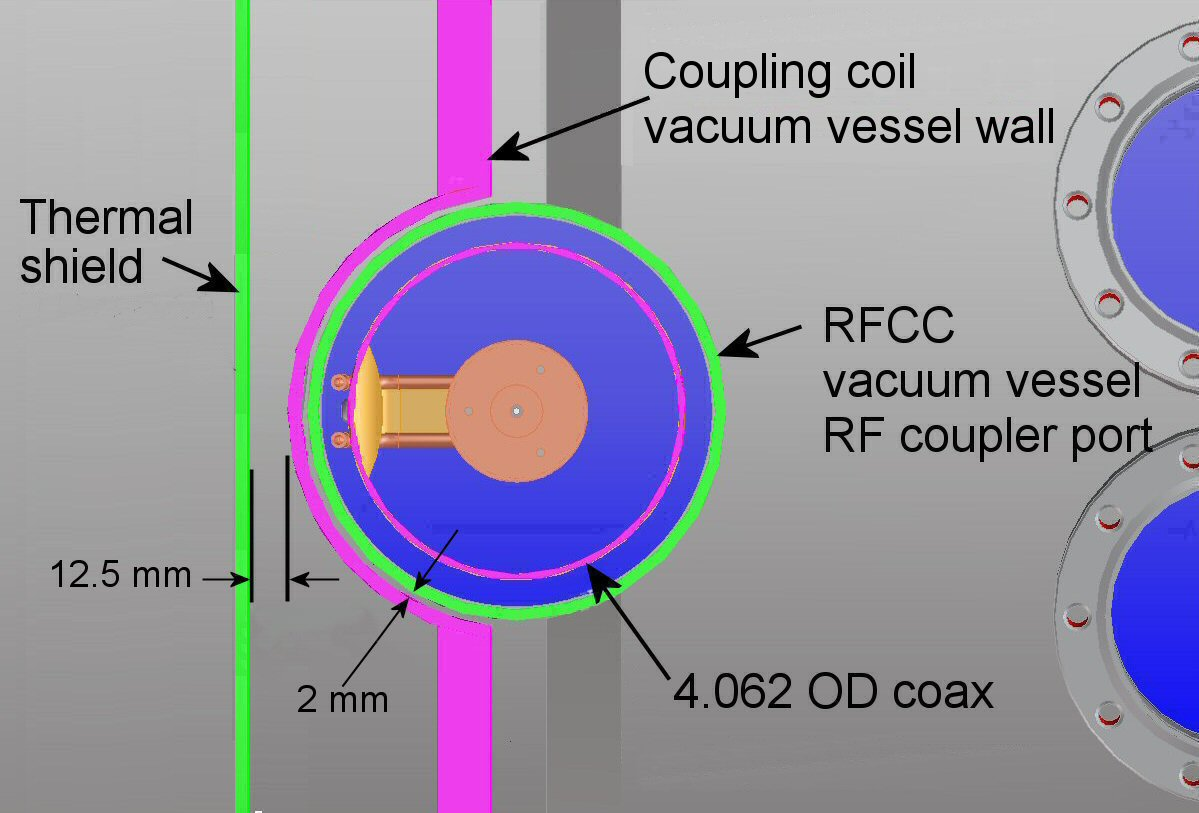 Coupling coil
vacuum vessel wall
Thermal
shield
RFCC
vacuum vessel
RF coupler port
12.5 mm
2 mm
4.062 OD coax